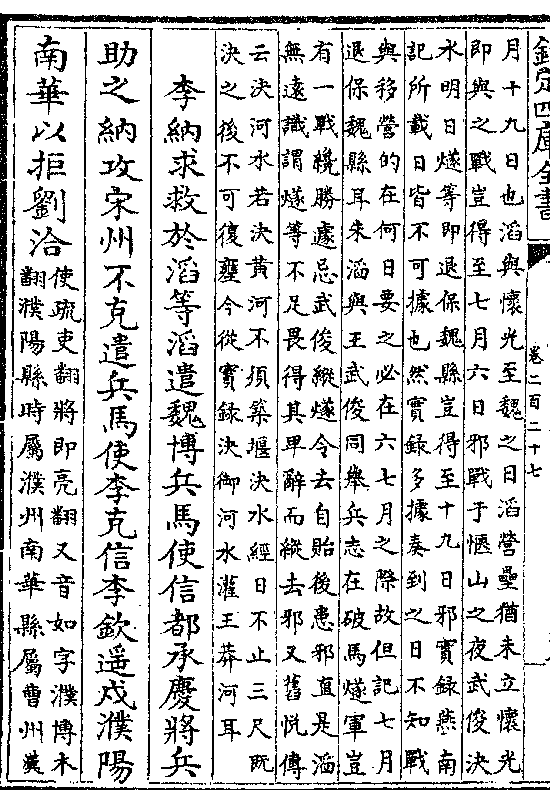 欽定四庫全書
卷二百二十七
月十九日也滔與懷光至魏之日滔營壘猶未立懷光
即與之戰豈得至七月六日邪戰于愜山之夜武俊決
水明日燧等即退保魏縣豈得至十九日邪實錄燕南
記所載日皆不可據也然實錄多據奏到之日不知戰
與移營的在何日要之必在六七月之際故但記七月
退保魏縣耳朱滔與王武俊同舉兵志在破馬燧軍豈
有一戰纔勝遽忌武俊縱燧令去自貽後患邪直是滔
無遠識謂燧等不足畏得其卑辭而縱去邪又舊悦傳
云決河水若決黄河不須築堰決水經日不止三尺既
決之後不可復壅今從實錄決御河水灌王莽河耳
李納求救於滔等滔遣魏博兵馬使信都承慶將兵
助之納攻宋州不克遣兵馬使李克信李欽遥戍濮陽
南華以拒劉洽
使疏吏翻將即亮翻又音如字濮博木
翻濮陽縣時屬濮州南華縣屬曹州漢